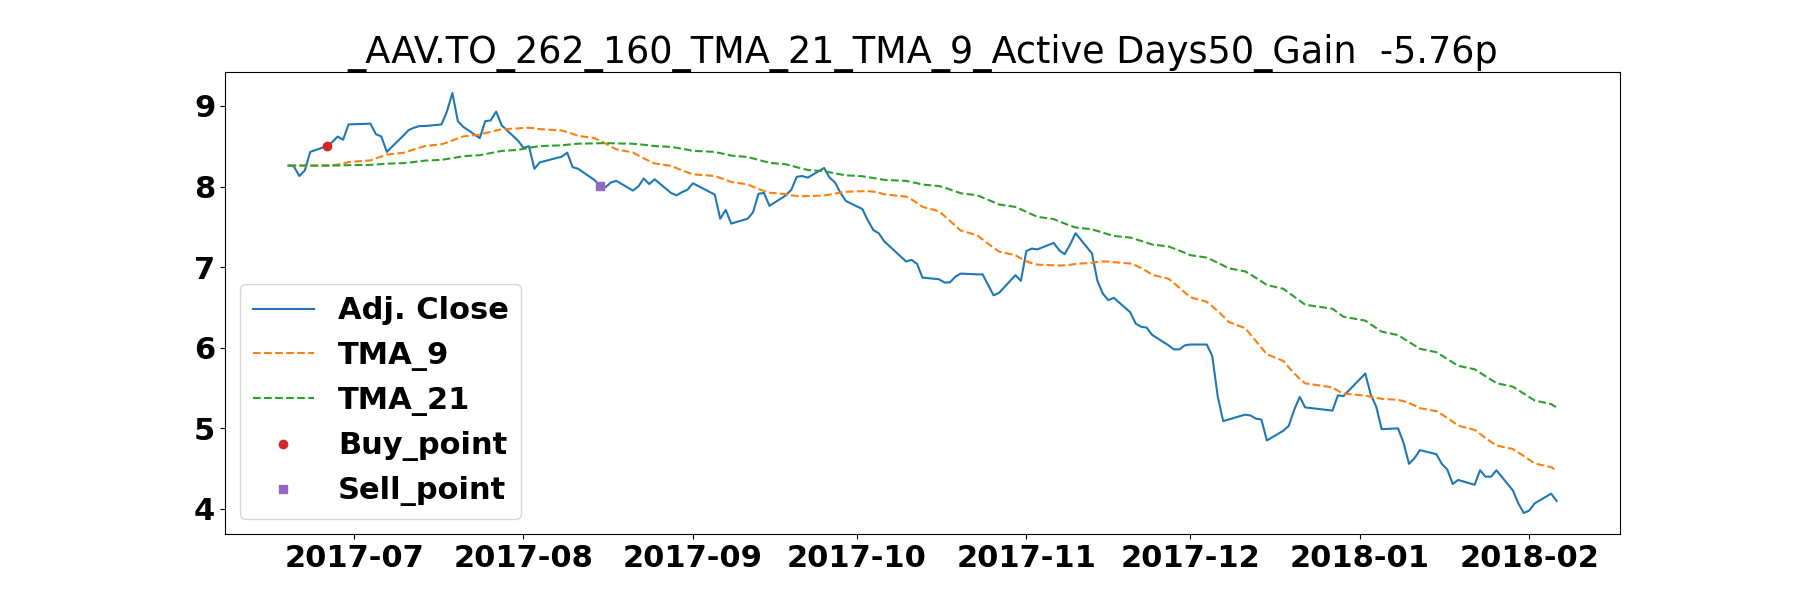 _AAV.TO_262_160_TMA_21_TMA_9_Active Days50_Gain  -5.76p
9
8
7
6
5
4
Adj. Close
TMA_9
TMA_21
Buy_point
Sell_point
2017-07 2017-08 2017-09 2017-10 2017-11 2017-12 2018-01 2018-02